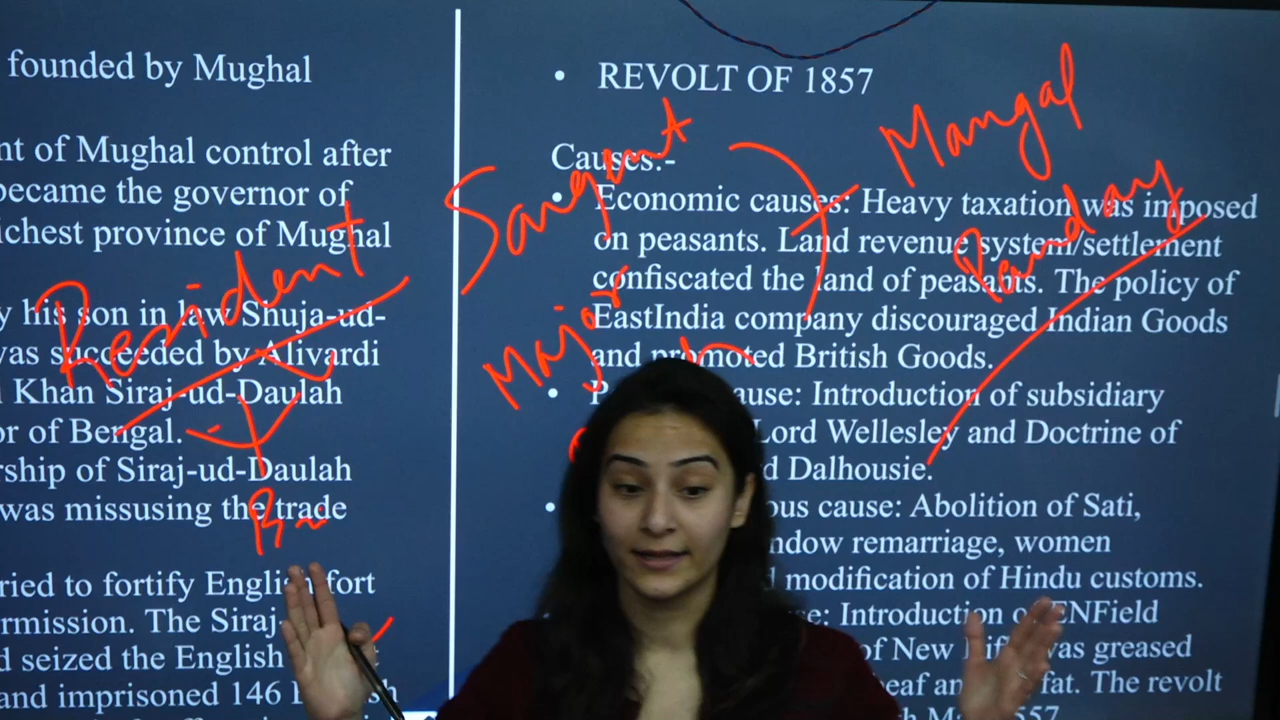 founded by Mughal
nt of Mughal control after
became the governor of
ichest province of Mughal
y his son in law Shuja-ud-
was succeeded by Alivardi
Khan Siraj-ud-Daulah
or of Bengal.
rship of Siraj-ud-Daulah
was missusing the trade
ried to fortify English fort
rmission. The Siraj-
d seized the English
and imprisoned 146
Resident
• REVOLT OF 1857
Causes:-
• Economic causes: Heavy taxation was imposed
on peasants. Land revenue system/settlement
confiscated the land of peasants. The policy of
EastIndia company discouraged Indian Goods
and promoted British Goods.
• cause: Introduction of subsidiary
Lord Wellesley and Doctrine of
d Dalhousie.
• ous cause: Abolition of Sati,
ndow remarriage, women
modification of Hindu customs.
se: Introduction of ENField
of New was greased
eaf an fat. The revolt
557
Sargent
Major
Mangal
Panday